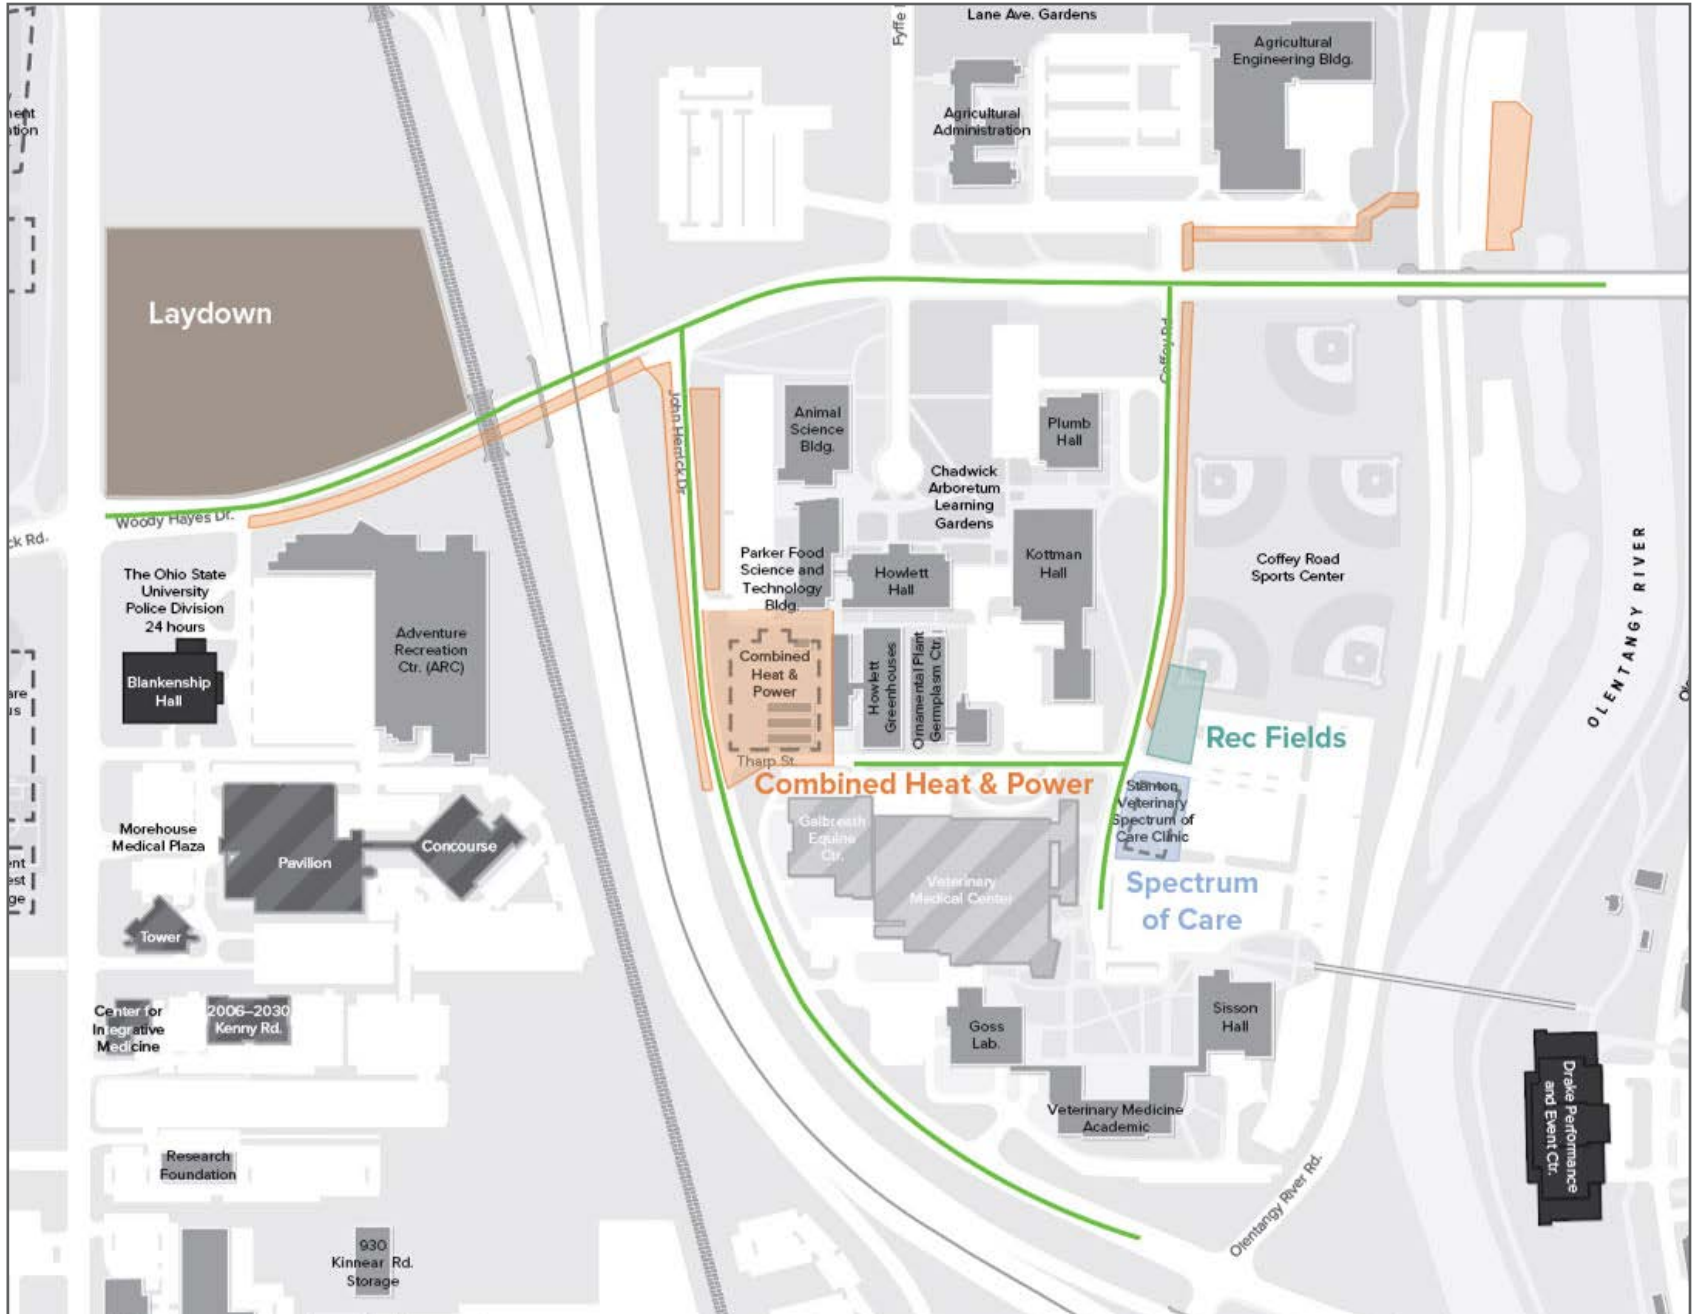 Lane Ave. Gardens
Fyffe
Agricultural
Engineering Bldg.
Agricultural
Administration
Laydown
Coffey Rd.
John Herrick Dr.
Animal
Science
Bldg.
Plumb
Hall
Chadwick
Arboretum
Learning
Gardens
Woody Hayes Dr.
ck Rd.
Parker Food
Science and
Technology
Bldg.
Howlett
Hall
Kottman
Hall
Coffey Road
Sports Center
OLENTANGY RIVER
The Ohio State
University
Police Division
24 hours
Blankenship
Hall
Adventure
Recreation
Ctr. (ARC)
Combined
Heat &
Power
Howlett
Greenhouses
Ornamental Plant
Germplasm Ctr.
Rec Fields
Tharp St.
Combined Heat & Power
Stanton
Veterinary
Spectrum of
Care Clinic
Galbreath
Equine
Ctr.
Veterinary
Medical Center
Spectrum
of Care
Morehouse
Medical Plaza
Pavilion
Concourse
Tower
Center for
Integrative
Medicine
2006–2030
Kenny Rd.
Goss
Lab.
Sisson
Hall
Veterinary Medicine
Academic
Drake Performance
and Event Ctr.
Olentangy River Rd.
Research
Foundation
930
Kinnear Rd.
Storage